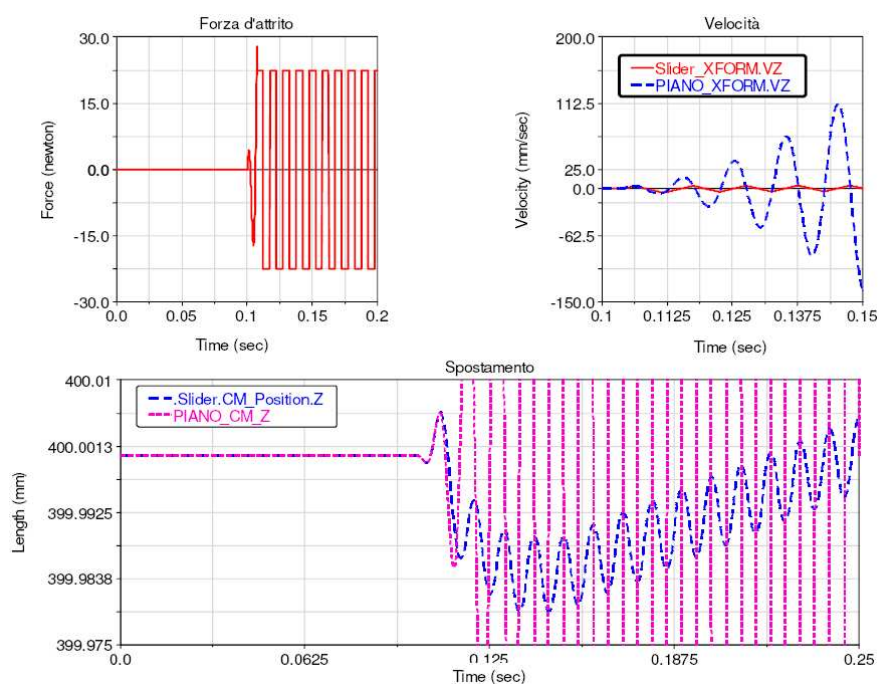 Forza d'attrito
30.0
15.0
0.0
-15.0
-30.0
Force (newton)
0.0 0.05 0.1 0.15 0.2
Time (sec)
Velocità
200.0
112.5
25.0
0.0
-62.5
-150.0
Velocity (mm/sec)
Slider_XFORM.VZ
PIANO_XFORM.VZ
0.1 0.1125 0.125 0.1375 0.15
Time (sec)
Spostamento
400.01
400.0013
399.9925
399.9838
399.975
Length (mm)
.Slider.CM_Position.Z
PIANO_CM_Z
0.0 0.0625 0.125 0.1875 0.25
Time (sec)